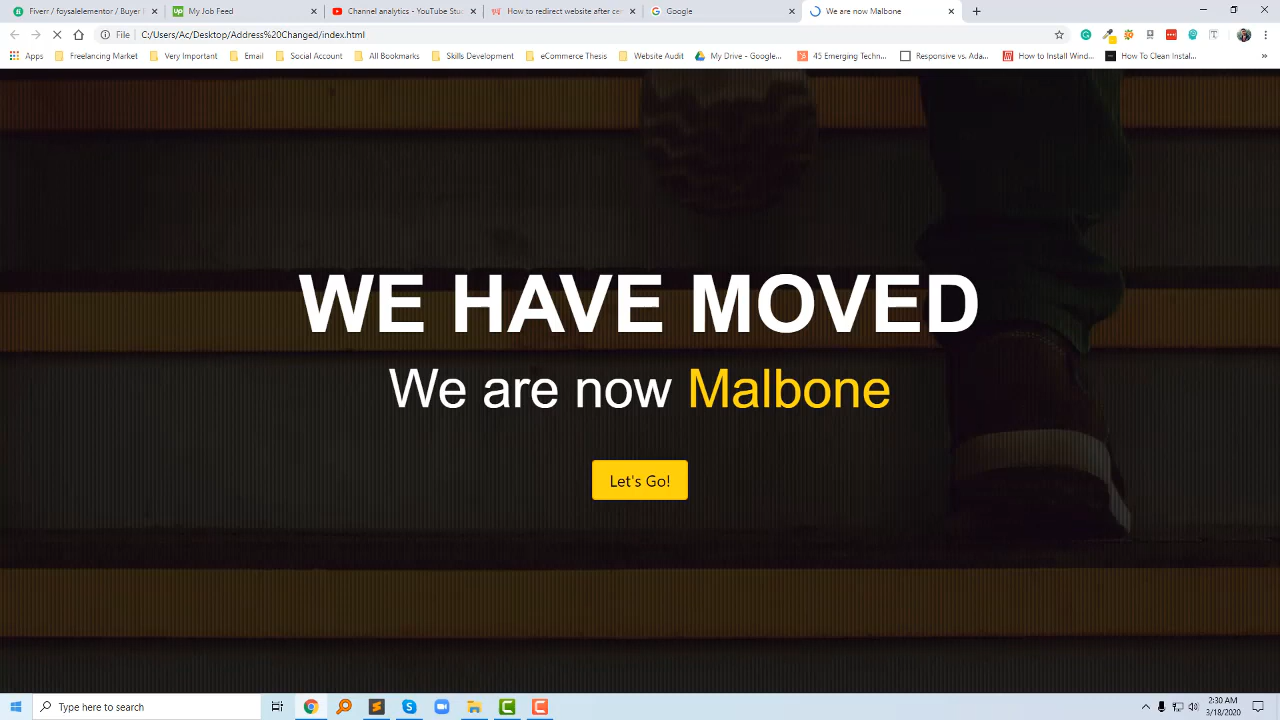 Fiverr / foysalelementor / Buyer I
My Job Feed
Channel analytics - YouTube Stu
How to redirect website after cer
Google
We are now Malbone
File
C:/Users/Ac/Desktop/Address%20Changed/index.html
Apps
Freelancing Market
Very Important
Email
Social Account
All Bookmarks
Skills Development
eCommerce Thesis
Website Audit
My Drive - Google...
45 Emerging Techn...
Responsive vs. Ada...
How to Install Wind...
How To Clean Instal...
WE HAVE MOVED
We are now Malbone
Let's Go!
Type here to search
2:30 AM
3/18/2020